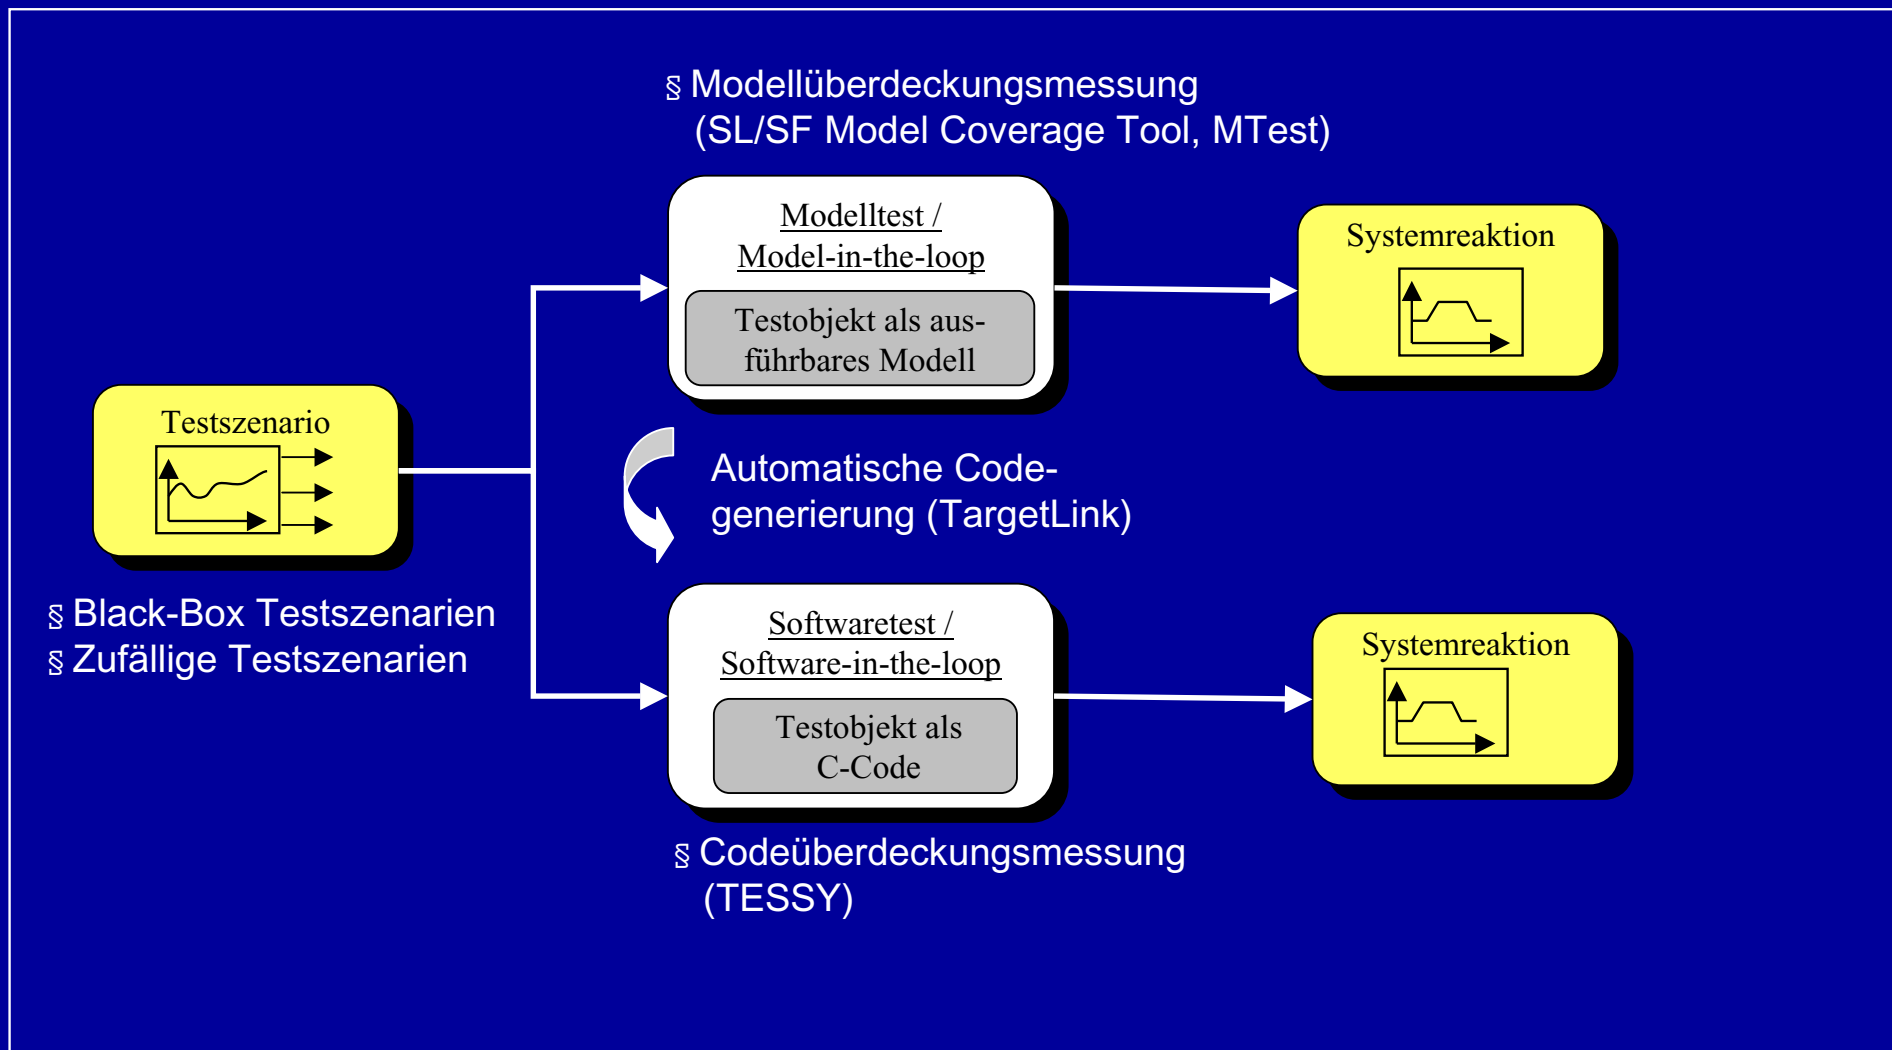 § Modellüberdeckungsmessung
(SL/SF Model Coverage Tool, MTest)
Modelltest /
Model-in-the-loop
Testobjekt als aus-
führbares Modell
Systemreaktion
Testszenario
§ Black-Box Testszenarien
§ Zufällige Testszenarien
Automatische Code-
generierung (TargetLink)
Softwaretest /
Software-in-the-loop
Testobjekt als
C-Code
Systemreaktion
§ Codeüberdeckungsmessung
(TESSY)